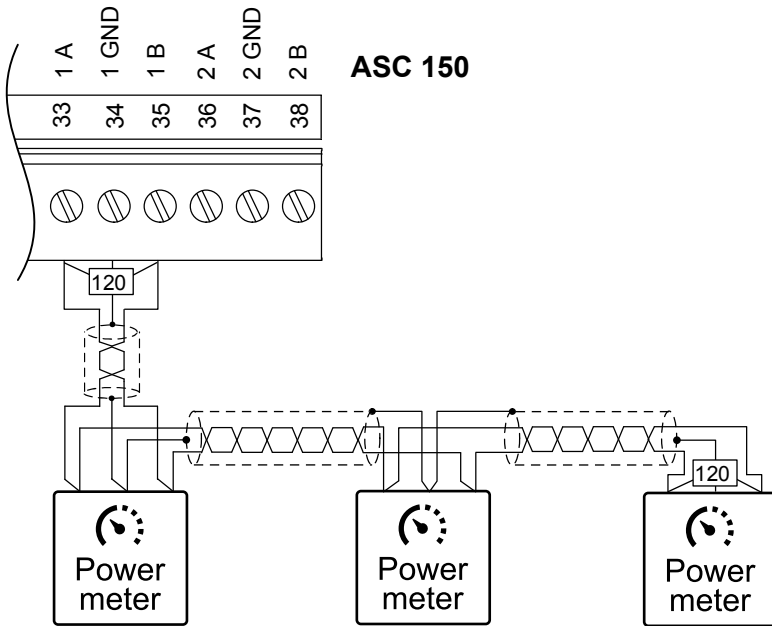 1 A
1 GND
1 B
2 A
2 GND
2 B
ASC 150
33
34
35
36
37
38
120
120
Power
meter
Power
meter
Power
meter